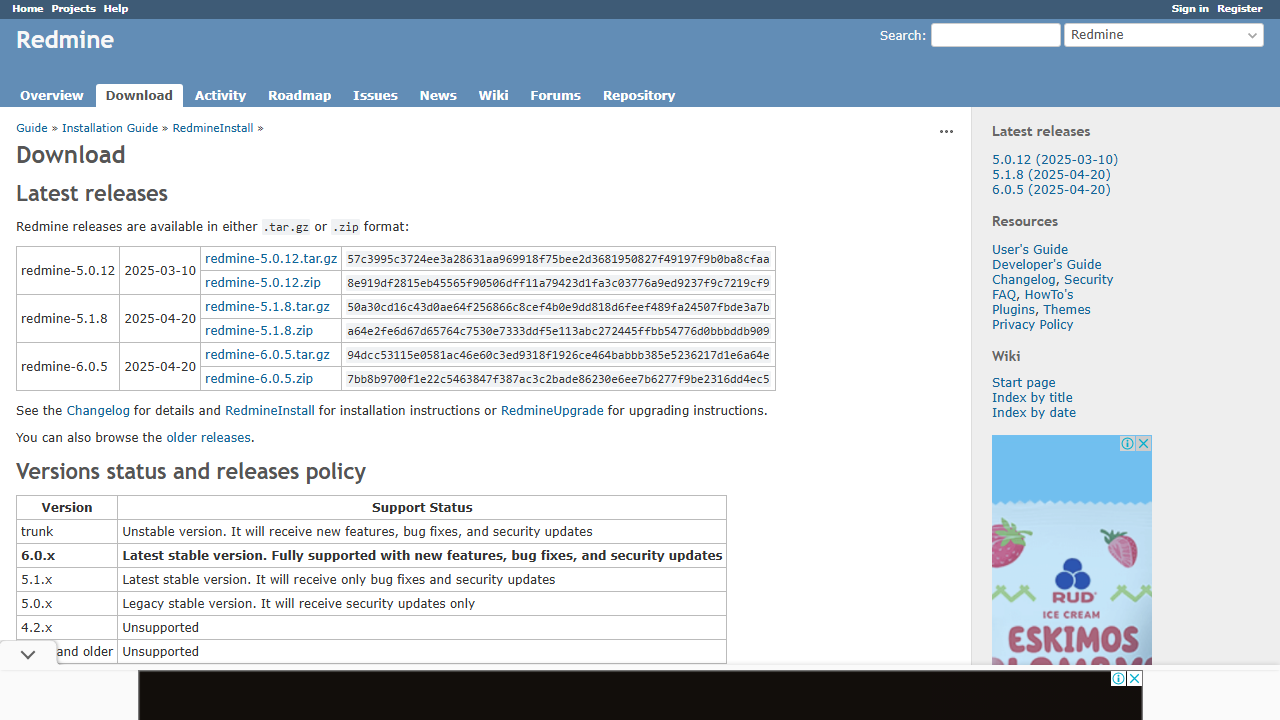 Home Projects Help Sign in Register
Redmine
Search: Redmine
Overview Download Activity Roadmap Issues News Wiki Forums Repository
Guide » Installation Guide » RedmineInstall »
Download
Latest releases
Redmine releases are available in either .tar.gz or .zip format:
redmine-5.0.12 2025-03-10 redmine-5.0.12.tar.gz 57c3995c3724ee3a28631aa969918f75bee2d3681950827f49197f9b0ba8cfaa
redmine-5.0.12.zip 8e919df2815eb45565f90506dff11a79423d1fa3c03776a9ed9237f9c7219cf9
redmine-5.1.8 2025-04-20 redmine-5.1.8.tar.gz 50a30cd16c43d0ae64f256866c8cef4b0e9dd818d6feef489fa24507fbde3a7b
redmine-5.1.8.zip a64e2fe6d67d65764c7530e7333ddf5e113abc272445ffbb54776d0bbbddb909
redmine-6.0.5 2025-04-20 redmine-6.0.5.tar.gz 94dcc53115e0581ac46e60c3ed9318f1926ce464babbb385e5236217d1e6a64e
redmine-6.0.5.zip 7bb8b9700f1e22c5463847f387ac3c2bade86230e6ee7b6277f9be2316dd4ec5
See the Changelog for details and RedmineInstall for installation instructions or RedmineUpgrade for upgrading instructions.
You can also browse the older releases.
Versions status and releases policy
Version Support Status
trunk Unstable version. It will receive new features, bug fixes, and security updates
6.0.x Latest stable version. Fully supported with new features, bug fixes, and security updates
5.1.x Latest stable version. It will receive only bug fixes and security updates
5.0.x Legacy stable version. It will receive security updates only
4.2.x Unsupported
and older Unsupported
Latest releases
5.0.12 (2025-03-10)
5.1.8 (2025-04-20)
6.0.5 (2025-04-20)
Resources
User's Guide
Developer's Guide
Changelog, Security
FAQ, HowTo's
Plugins, Themes
Privacy Policy
Wiki
Start page
Index by title
Index by date
RUD
ICE CREAM
ESKIMOS